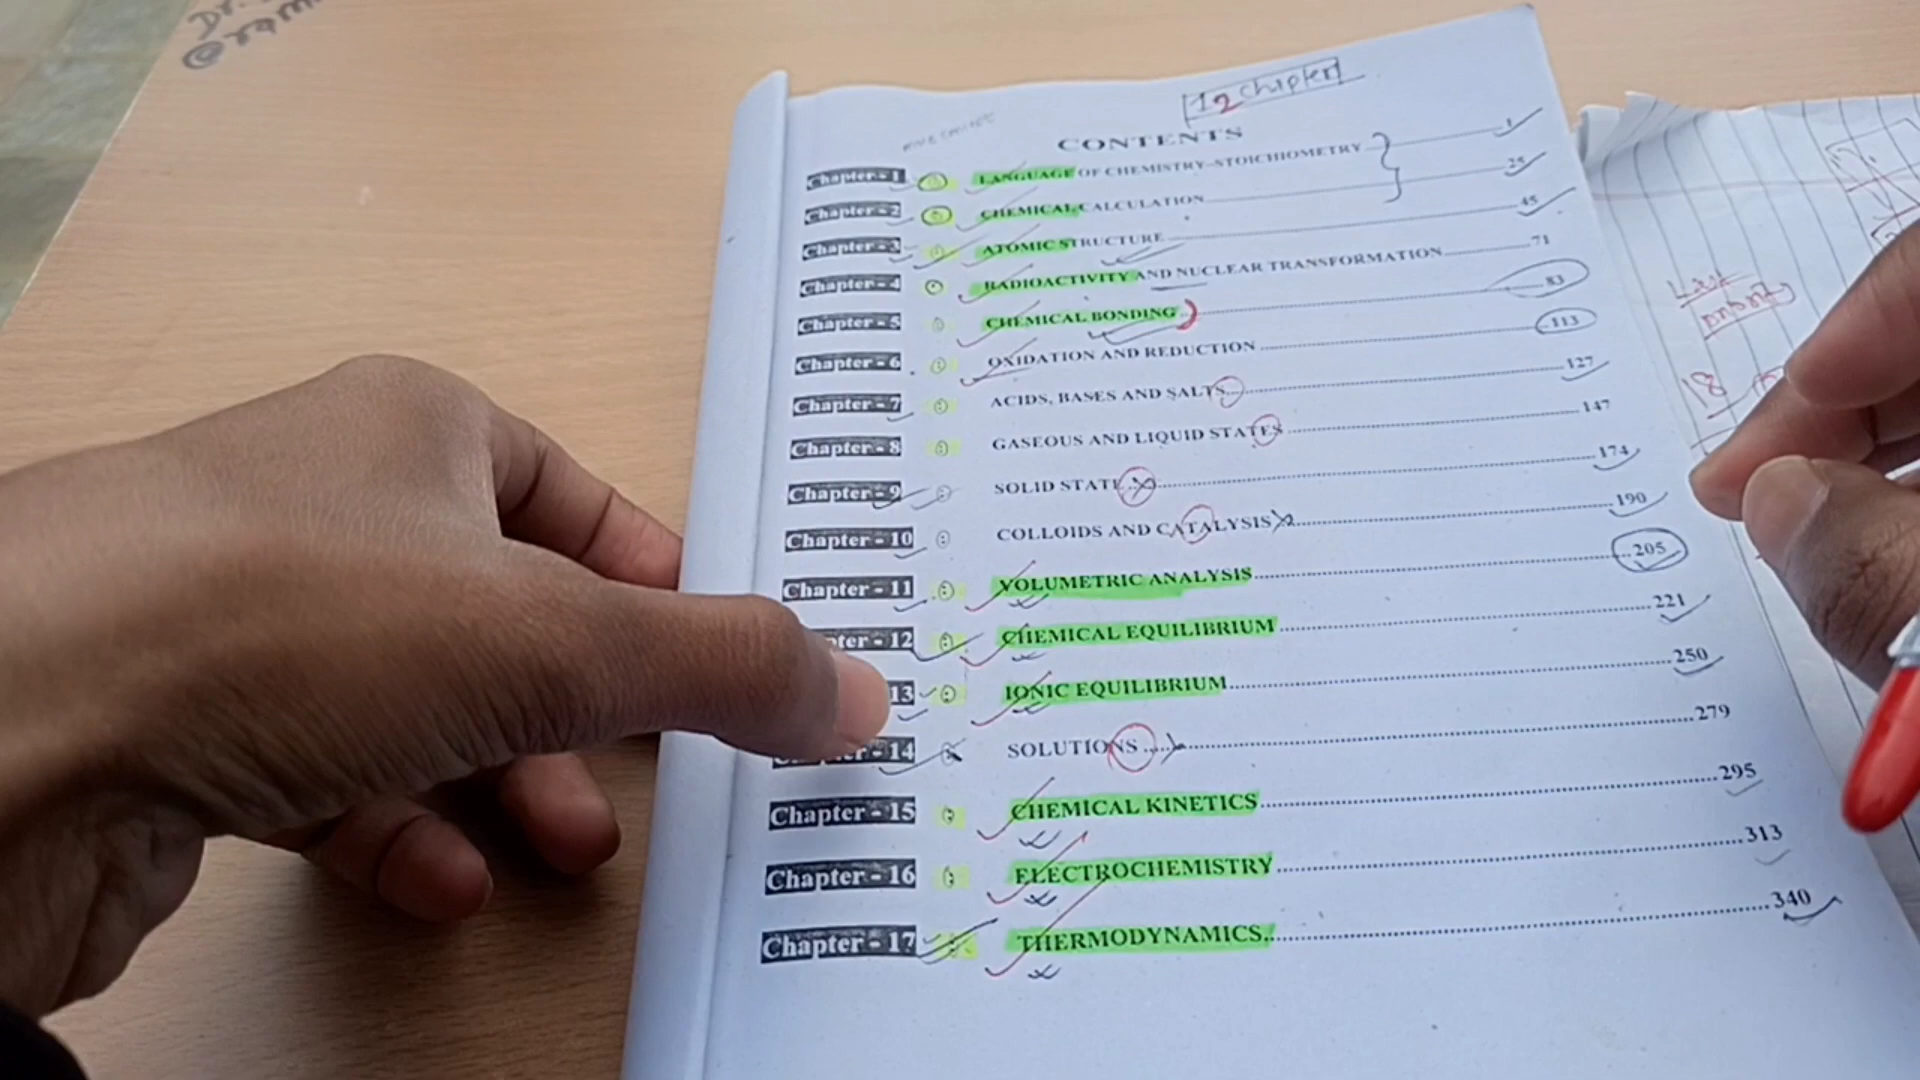 Dr.
12 chapter
CONTENTS
Chapter - 1 LANGUAGE OF CHEMISTRY-STOICHIOMETRY 1
Chapter - 2 CHEMICAL CALCULATION 25
Chapter - 3 ATOMIC STRUCTURE 45
Chapter - 4 RADIOACTIVITY AND NUCLEAR TRANSFORMATION 71
Chapter - 5 CHEMICAL BONDING 83
Chapter - 6 OXIDATION AND REDUCTION 113
Chapter - 7 ACIDS, BASES AND SALTS 127
Chapter - 8 GASEOUS AND LIQUID STATES 147
Chapter - 9 SOLID STATE 174
Chapter - 10 COLLOIDS AND CATALYSIS 190
Chapter - 11 VOLUMETRIC ANALYSIS 205
ter - 12 CHEMICAL EQUILIBRIUM 221
13 IONIC EQUILIBRIUM 250
r - 14 SOLUTIONS 279
Chapter - 15 CHEMICAL KINETICS 295
Chapter - 16 ELECTROCHEMISTRY 313
Chapter - 17 THERMODYNAMICS 340
18